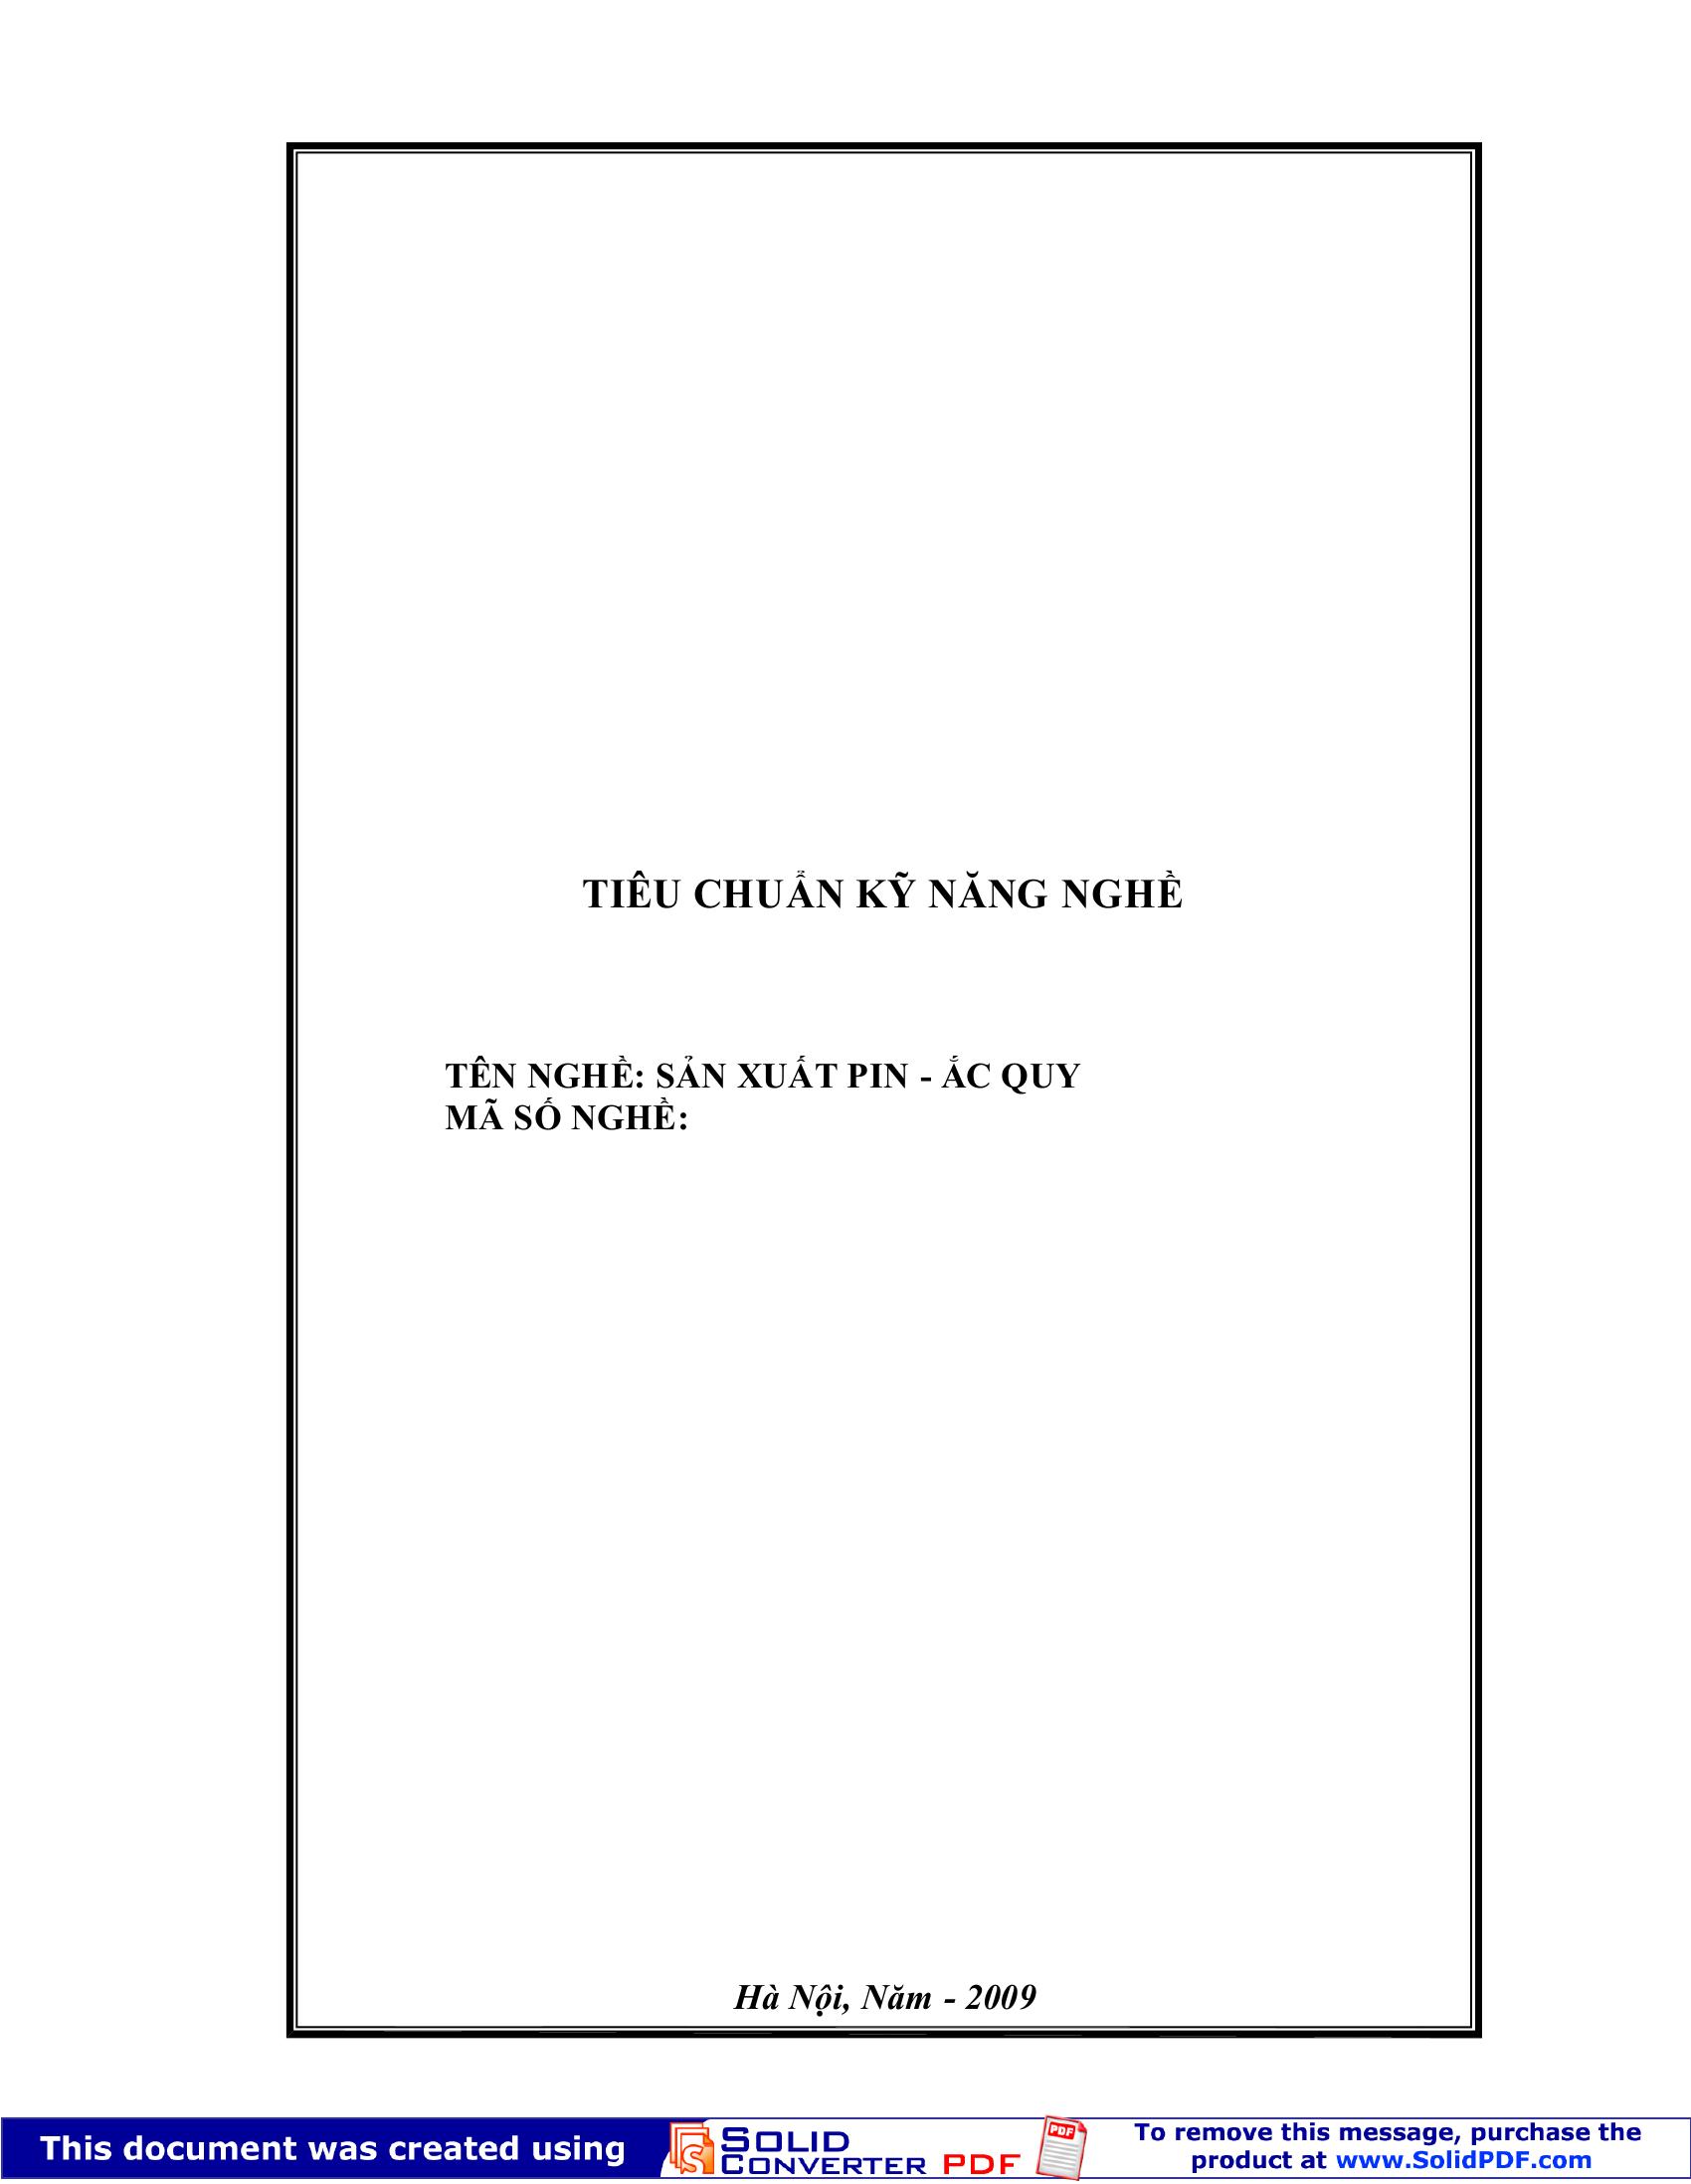 TIÊU CHUẨN KỸ NĂNG NGHỀ
TÊN NGHỀ: SẢN XUẤT PIN - ẮC QUY
MÃ SỐ NGHỀ:
Hà Nội, Năm - 2009
This document was created using
SOLID
CONVERTER PDF
PDF
To remove this message, purchase the
product at www.SolidPDF.com